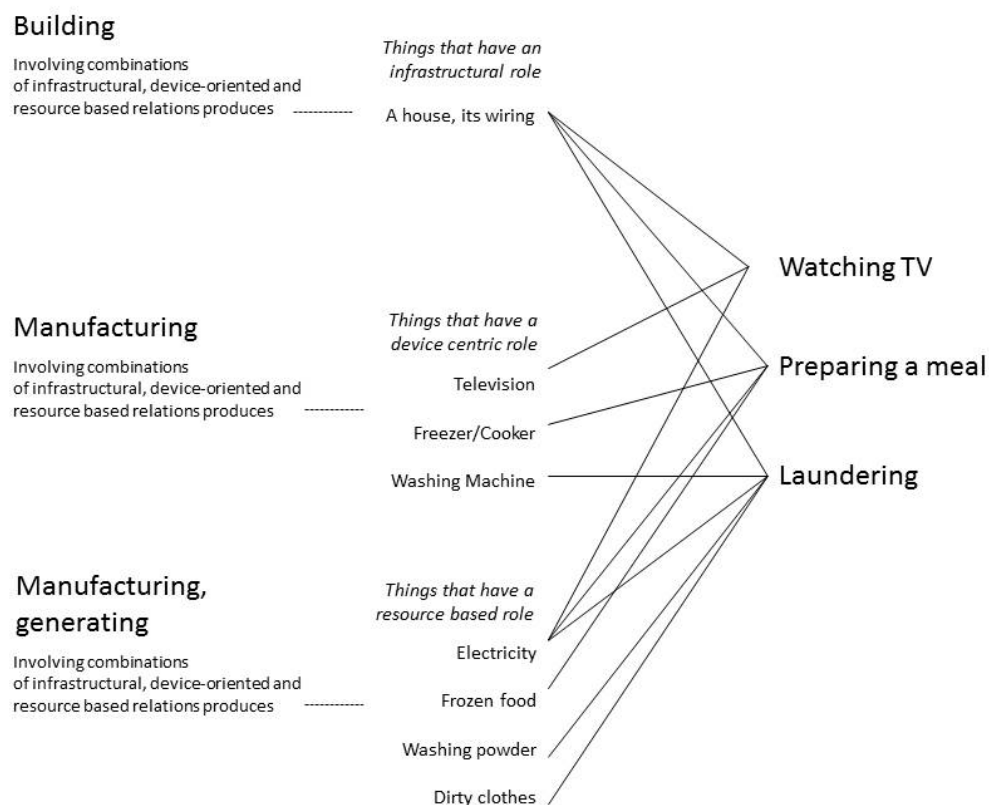 Building
Involving combinations
of infrastructural, device-oriented and
resource based relations produces
Things that have an
infrastructural role
A house, its wiring
Watching TV
Manufacturing
Involving combinations
of infrastructural, device-oriented and
resource based relations produces
Things that have a
device centric role
Television
Freezer/Cooker
Washing Machine
Preparing a meal
Laundering
Manufacturing,
generating
Involving combinations
of infrastructural, device-oriented and
resource based relations produces
Things that have a
resource based role
Electricity
Frozen food
Washing powder
Dirty clothes